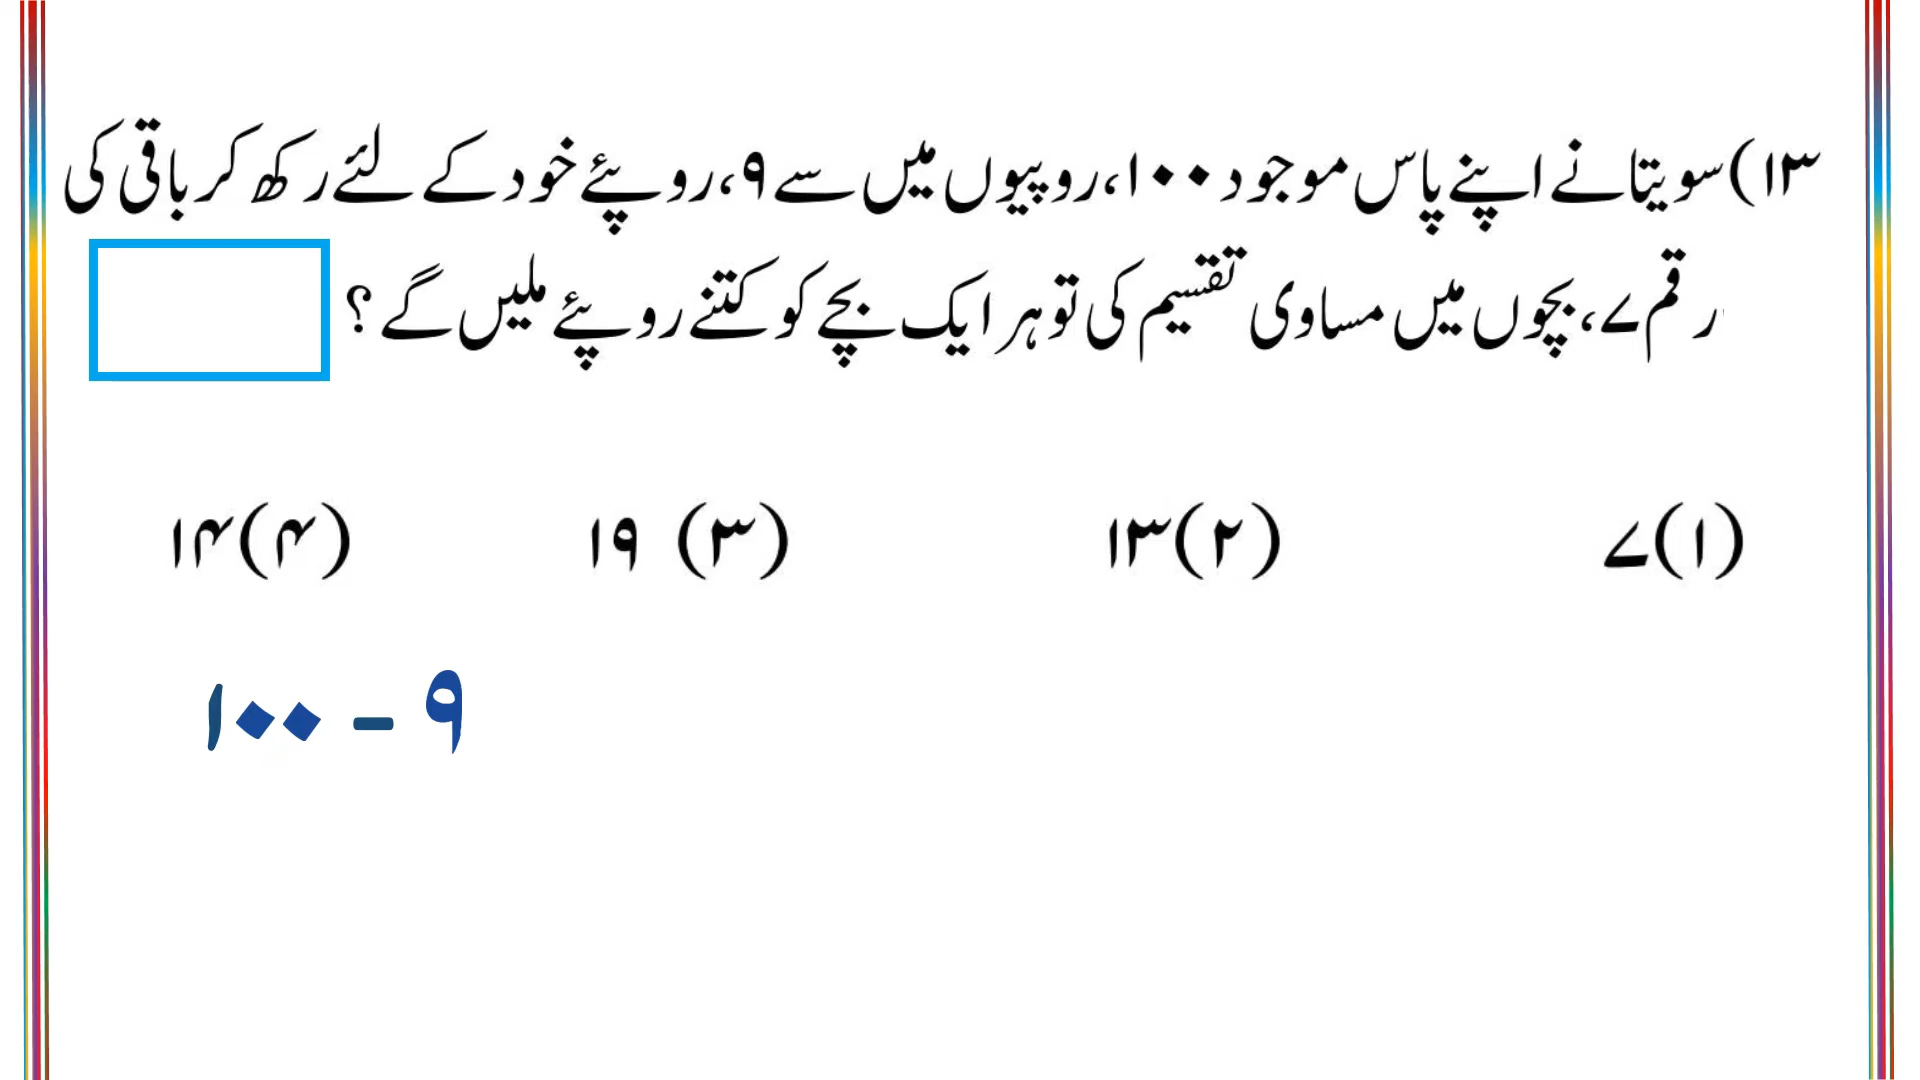 ۱۳) سویتا نے اپنے پاس موجود ۱۰۰، روپیوں میں سے ۹، روپئے خود کے لئے رکھ کر باقی کی
رقم ۷، بچوں میں مساوی تقسیم کی تو ہر ایک بچے کو کتنے روپئے ملیں گے ؟
(۱) ۷ (۲) ۱۳ (۳) ۱۹ (۴) ۱۴
۱۰۰ - ۹